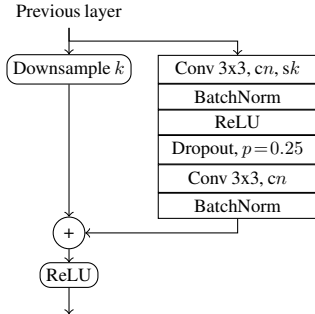 Previous layer
Downsample k
Conv 3x3, cn, sk
BatchNorm
ReLU
Dropout, p=0.25
Conv 3x3, cn
BatchNorm
+
ReLU